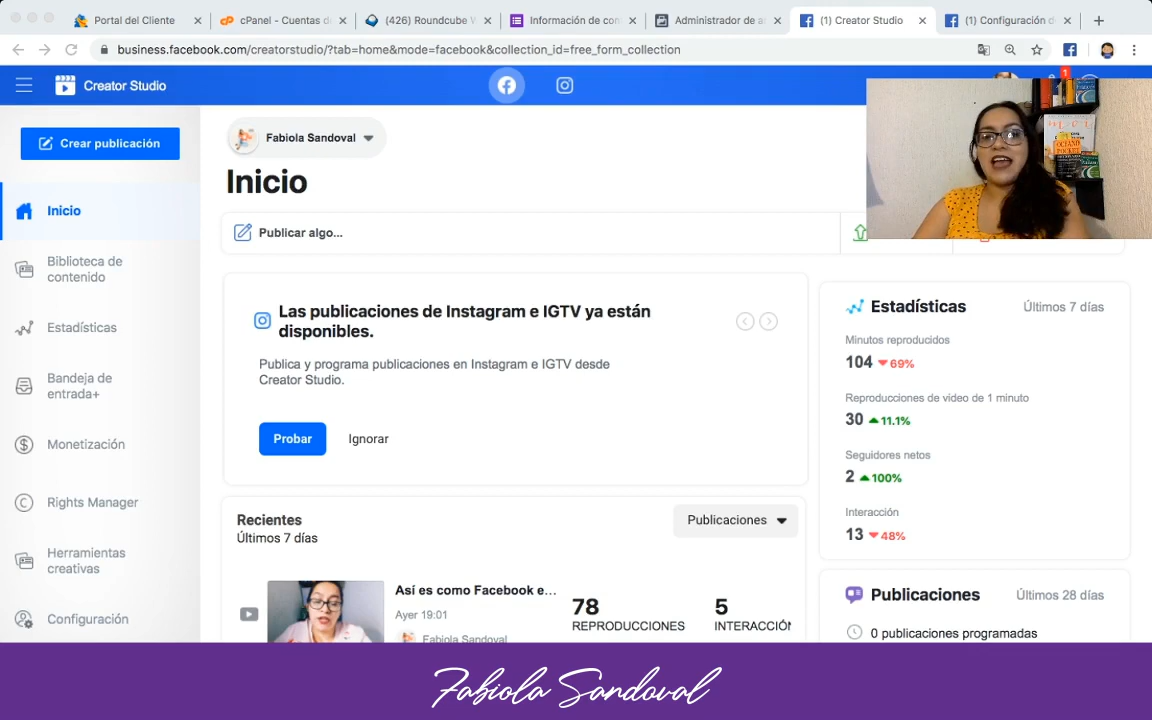 Portal del Cliente
cPanel - Cuentas d
(426) Roundcube W
Información de con
Administrador de a
(1) Creator Studio
(1) Configuración d
business.facebook.com/creatorstudio/?tab=home&mode=facebook&collection_id=free_form_collection
Creator Studio
1
Crear publicación
Inicio
Biblioteca de
contenido
Estadísticas
Bandeja de
entrada+
Monetización
Rights Manager
Herramientas
creativas
Configuración
Fabiola Sandoval
Inicio
Publicar algo...
Las publicaciones de Instagram e IGTV ya están
disponibles.
Publica y programa publicaciones en Instagram e IGTV desde
Creator Studio.
Probar Ignorar
Recientes
Últimos 7 días
Publicaciones
Así es como Facebook e...
Ayer 19:01
Fabiola Sandoval
78
REPRODUCCIONES
5
INTERACCIÓN
Estadísticas Últimos 7 días
Minutos reproducidos
104 69%
Reproducciones de video de 1 minuto
30 11.1%
Seguidores netos
2 100%
Interacción
13 48%
Publicaciones Últimos 28 días
0 publicaciones programadas
OCEANO
Fabiola Sandoval